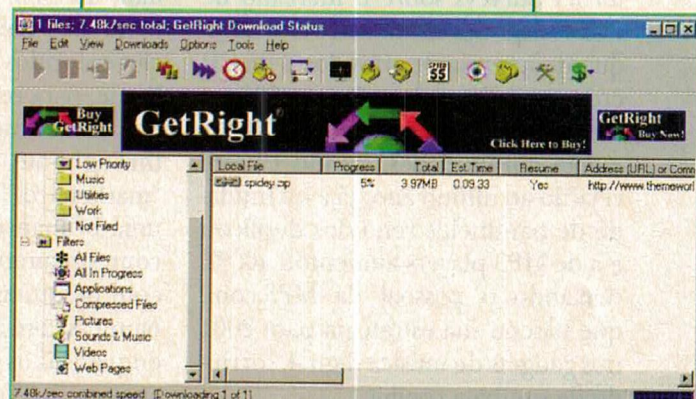 1 files; 7.48k/sec total; GetRight Download Status
File Edit View Downloads Options Tools Help
SPEED 55
Buy GetRight
GetRight
Click Here to Buy!
GetRight Buy Now!
Low Priority
Music
Utilities
Work
Not Filed
Filters
All Files
All In Progress
Applications
Compressed Files
Pictures
Sounds & Music
Videos
Web Pages
Local File Progress Total Est.Time Resume Address (URL) or Comm
spidey.zip 5% 3.97MB 0:09:33 Yes http://www.themewor
7.48k/sec combined speed [Downloading 1 of 1]